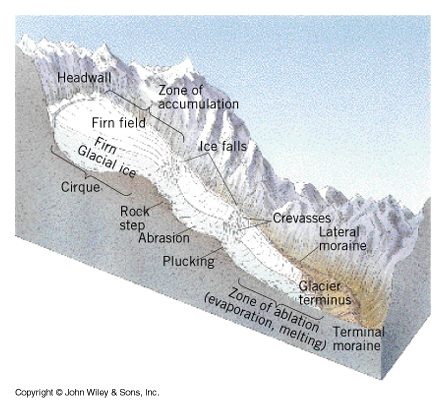 Headwall
Zone of
accumulation
Firn field
Ice falls
Firn
Glacial ice
Cirque
Rock
step
Crevasses
Lateral
moraine
Abrasion
Plucking
Glacier
terminus
Zone of ablation
(evaporation, melting)
Terminal
moraine
Copyright © John Wiley & Sons, Inc.